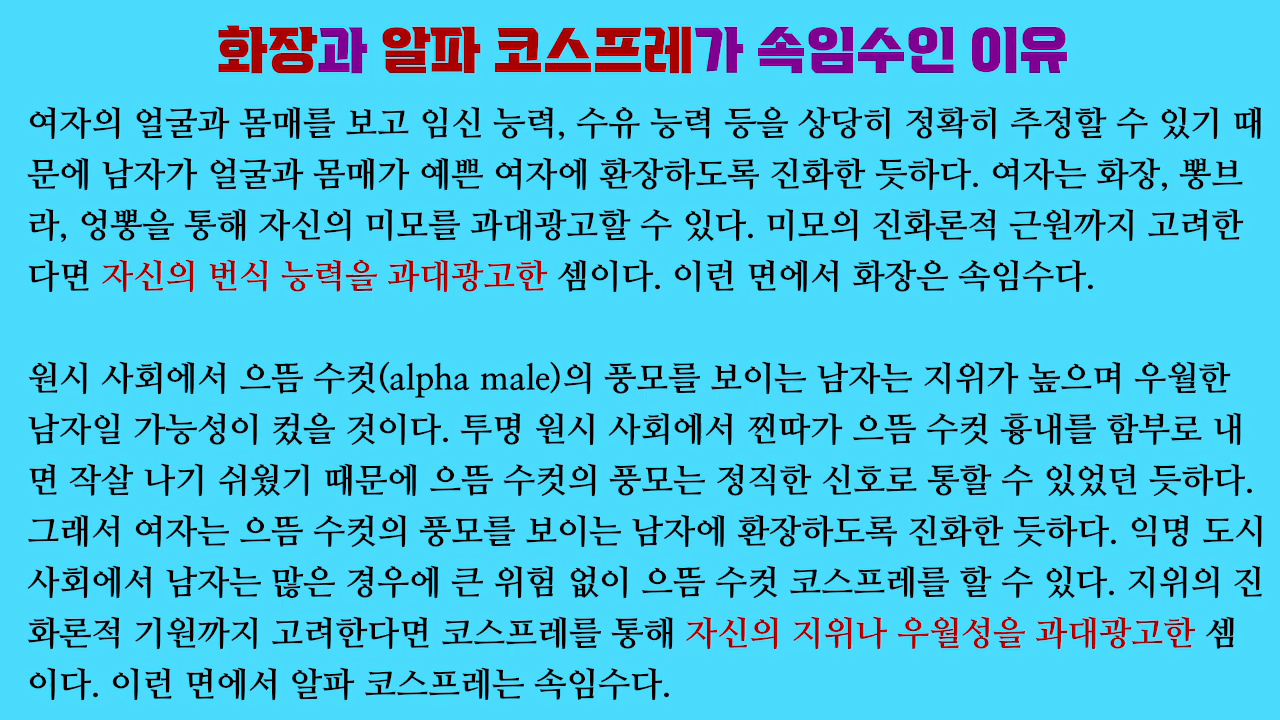 화장과 알파 코스프레가 속임수인 이유
여자의 얼굴과 몸매를 보고 임신 능력, 수유 능력 등을 상당히 정확히 추정할 수 있기 때
문에 남자가 얼굴과 몸매가 예쁜 여자에 환장하도록 진화한 듯하다. 여자는 화장, 뽕브
라, 엉뽕을 통해 자신의 미모를 과대광고할 수 있다. 미모의 진화론적 근원까지 고려한
다면 자신의 번식 능력을 과대광고한 셈이다. 이런 면에서 화장은 속임수다.
원시 사회에서 으뜸 수컷(alpha male)의 풍모를 보이는 남자는 지위가 높으며 우월한
남자일 가능성이 컸을 것이다. 투명 원시 사회에서 찐따가 으뜸 수컷 흉내를 함부로 내
면 작살 나기 쉬웠기 때문에 으뜸 수컷의 풍모는 정직한 신호로 통할 수 있었던 듯하다.
그래서 여자는 으뜸 수컷의 풍모를 보이는 남자에 환장하도록 진화한 듯하다. 익명 도시
사회에서 남자는 많은 경우에 큰 위험 없이 으뜸 수컷 코스프레를 할 수 있다. 지위의 진
화론적 기원까지 고려한다면 코스프레를 통해 자신의 지위나 우월성을 과대광고한 셈
이다. 이런 면에서 알파 코스프레는 속임수다.